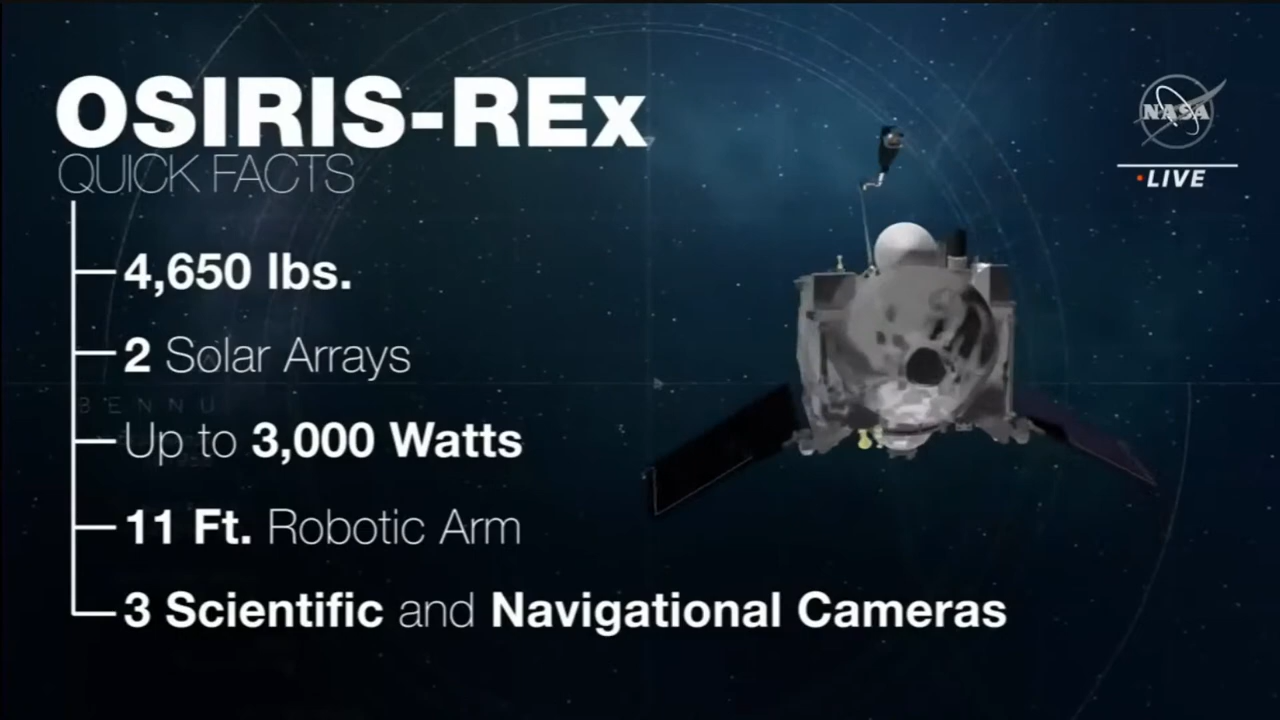 OSIRIS-REx
QUICK FACTS
4,650 lbs.
2 Solar Arrays
BENNU
Up to 3,000 Watts
11 Ft. Robotic Arm
3 Scientific and Navigational Cameras
NASA
LIVE